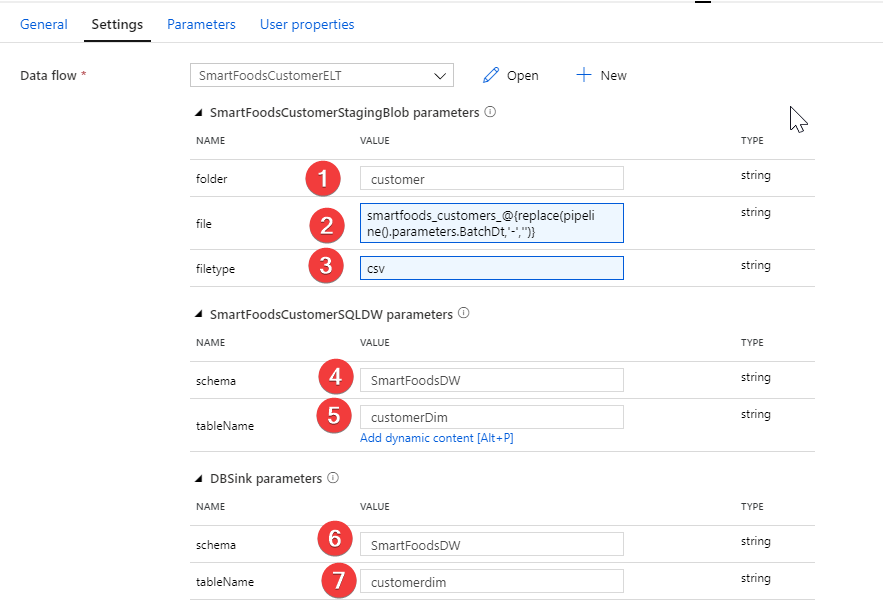 General Settings Parameters User properties
Data flow * SmartFoodsCustomerELT Open New
SmartFoodsCustomerStagingBlob parameters
NAME VALUE TYPE
folder 1 customer string
file 2 smartfoods_customers_@{replace(pipeli
ne().parameters.BatchDt,'-','')} string
filetype 3 csv string
SmartFoodsCustomerSQLDW parameters
NAME VALUE TYPE
schema 4 SmartFoodsDW string
tableName 5 customerDim string
Add dynamic content [Alt+P]
DBSink parameters
NAME VALUE TYPE
schema 6 SmartFoodsDW string
tableName 7 customerdim string